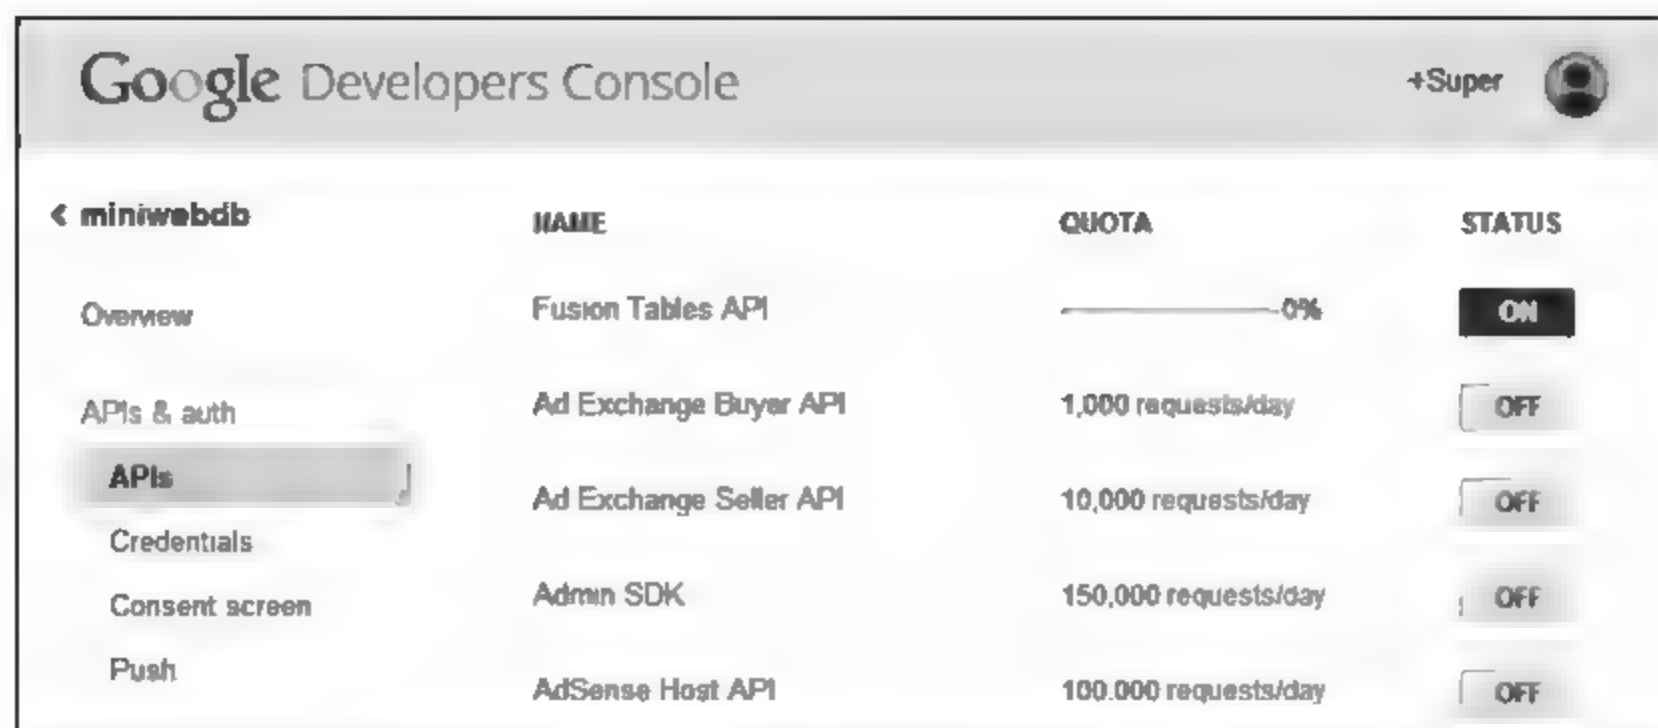 Google Developers Console +Super
< miniwebdb
Overview
APIs & auth
APIs
Credentials
Consent screen
Push
NAME QUOTA STATUS
Fusion Tables API 0% ON
Ad Exchange Buyer API 1,000 requests/day OFF
Ad Exchange Seller API 10,000 requests/day OFF
Admin SDK 150,000 requests/day OFF
AdSense Host API 100.000 requests/day OFF